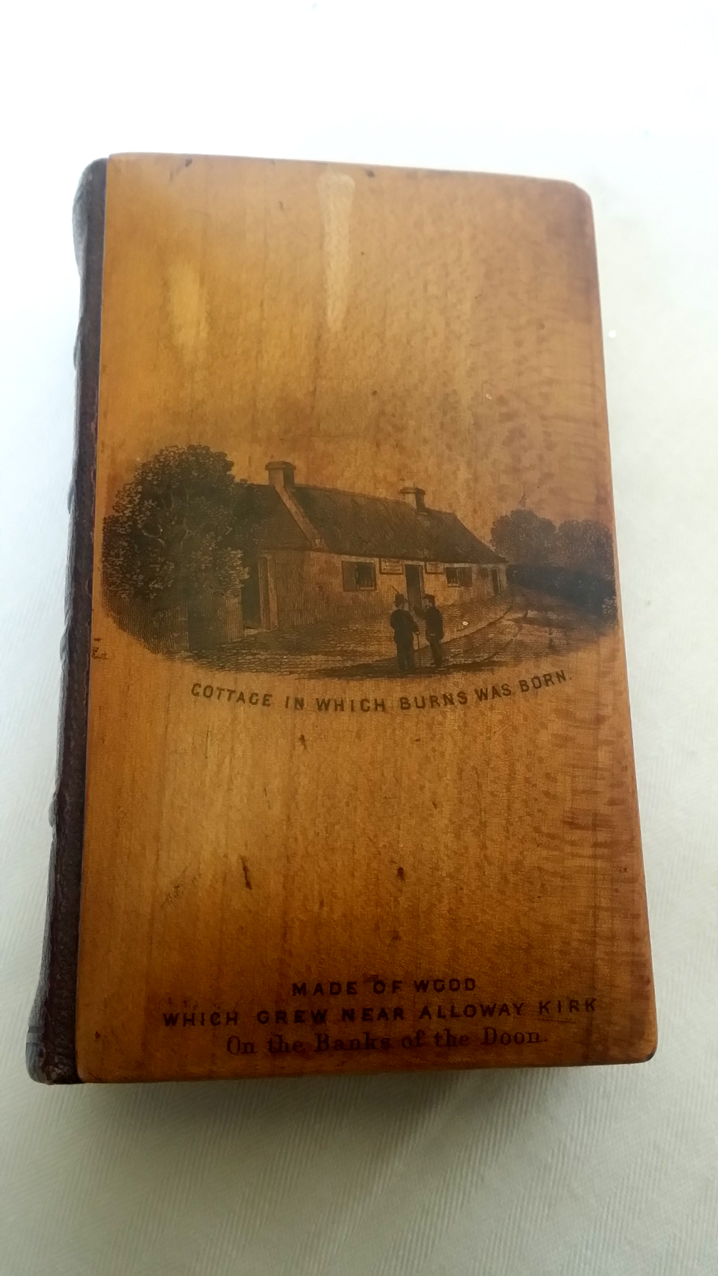 COTTAGE IN WHICH BURNS WAS BORN.
MADE OF WOOD
WHICH GREW NEAR ALLOWAY KIRK
On the Banks of the Doon.